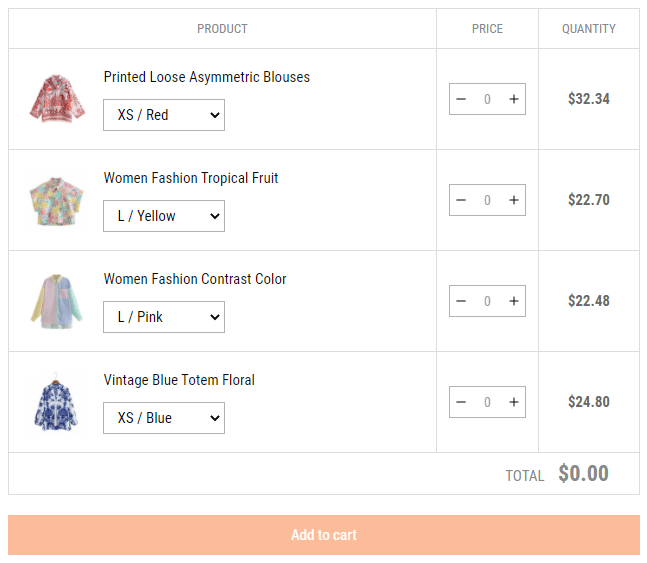 PRODUCT PRICE QUANTITY
Printed Loose Asymmetric Blouses
XS / Red − 0 + $32.34
Women Fashion Tropical Fruit
L / Yellow − 0 + $22.70
Women Fashion Contrast Color
L / Pink − 0 + $22.48
Vintage Blue Totem Floral
XS / Blue − 0 + $24.80
TOTAL $0.00
Add to cart